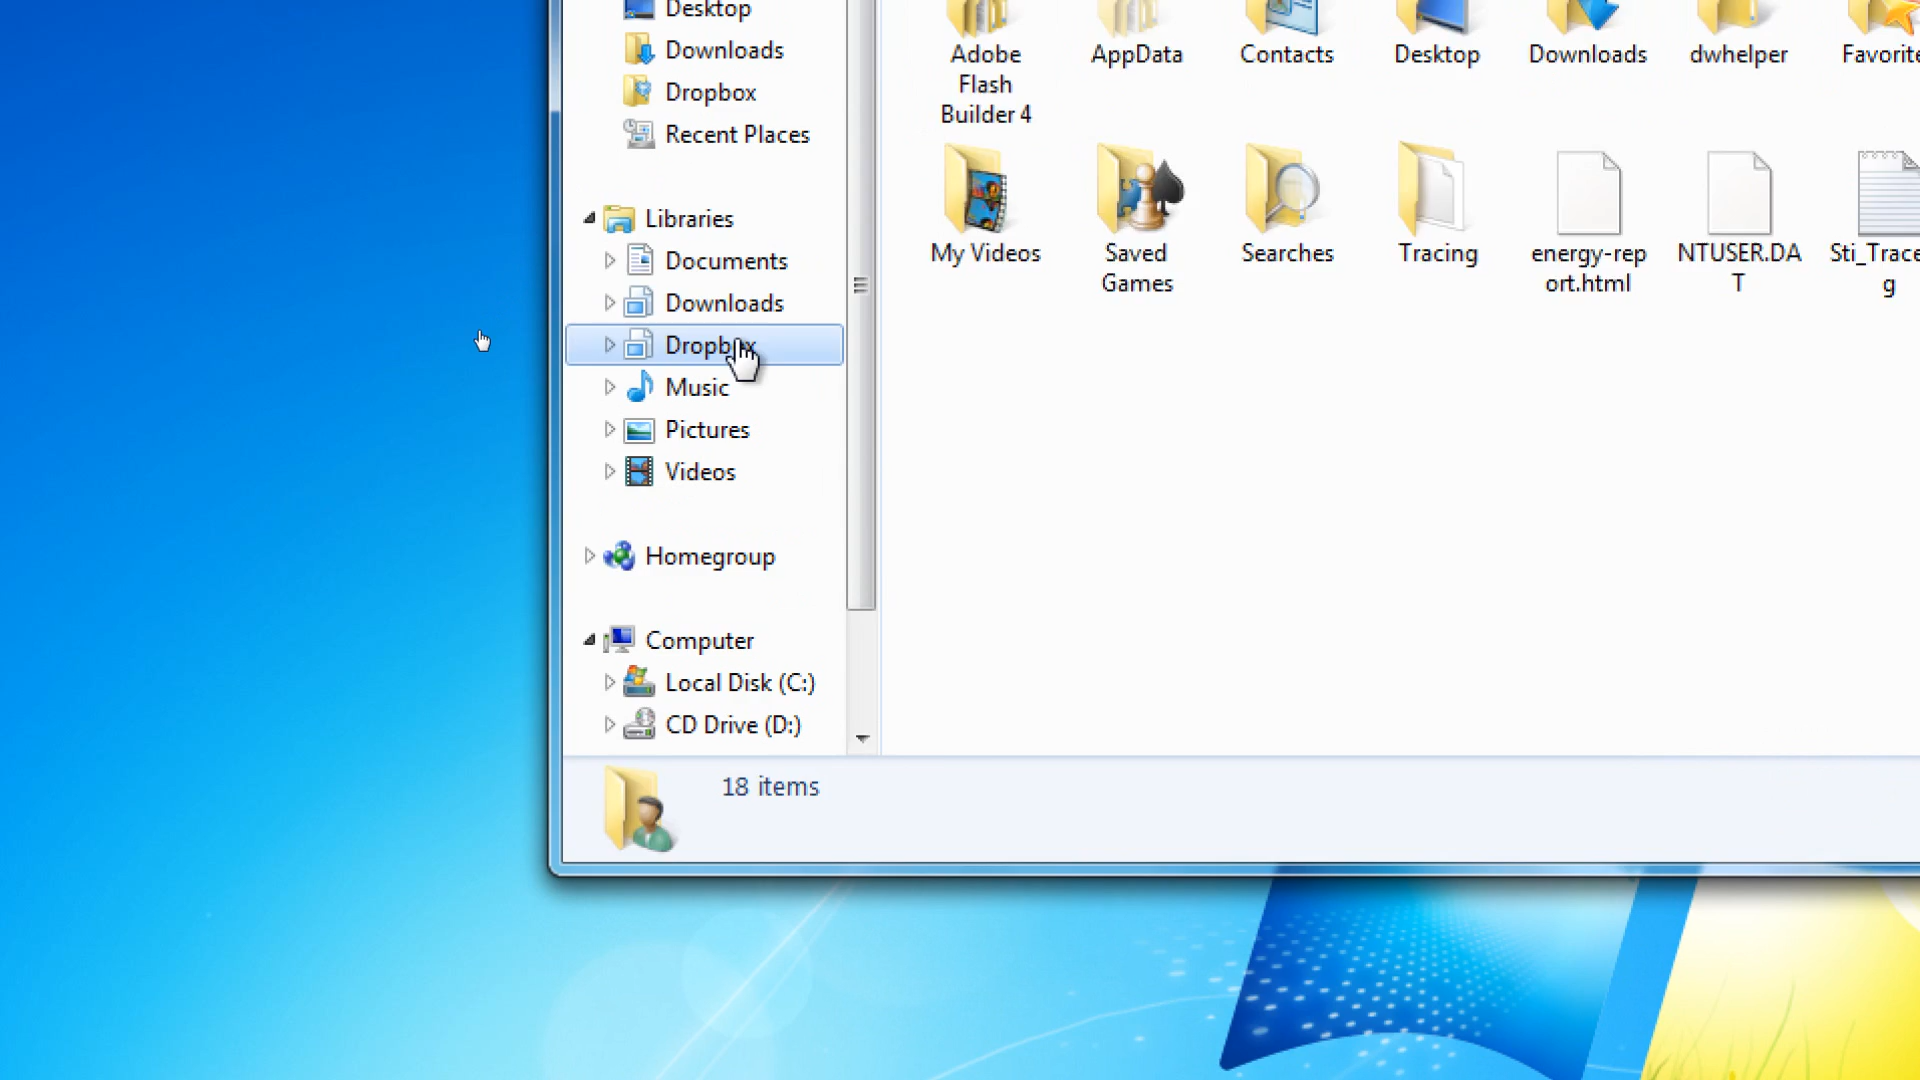 Desktop
Downloads
Dropbox
Recent Places
Libraries
Documents
Downloads
Dropbox
Music
Pictures
Videos
Homegroup
Computer
Local Disk (C:)
CD Drive (D:)
Adobe
Flash
Builder 4
AppData
Contacts
Desktop
Downloads
dwhelper
Favorite
My Videos
Saved
Games
Searches
Tracing
energy-rep
ort.html
NTUSER.DA
T
Sti_Trace
g
18 items